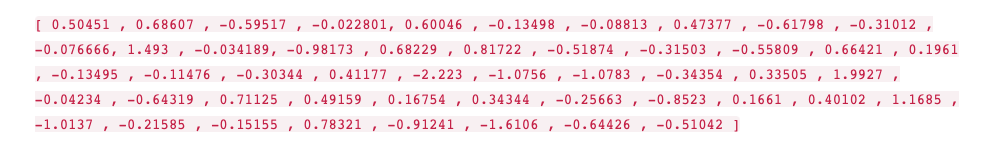 [ 0.50451 , 0.68607 , -0.59517 , -0.022801, 0.60046 , -0.13498 , -0.08813 , 0.47377 , -0.61798 , -0.31012 ,
-0.076666, 1.493 , -0.034189, -0.98173 , 0.68229 , 0.81722 , -0.51874 , -0.31503 , -0.55809 , 0.66421 , 0.1961
, -0.13495 , -0.11476 , -0.30344 , 0.41177 , -2.223 , -1.0756 , -1.0783 , -0.34354 , 0.33505 , 1.9927 ,
-0.04234 , -0.64319 , 0.71125 , 0.49159 , 0.16754 , 0.34344 , -0.25663 , -0.8523 , 0.1661 , 0.40102 , 1.1685 ,
-1.0137 , -0.21585 , -0.15155 , 0.78321 , -0.91241 , -1.6106 , -0.64426 , -0.51042 ]